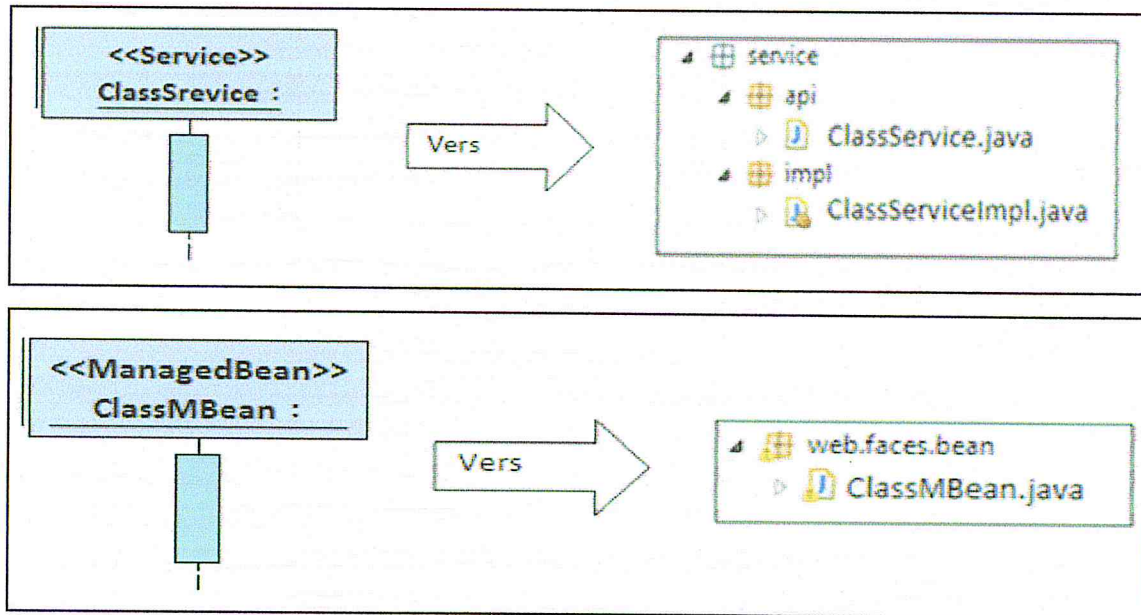 <<Service>>
ClassSrevice :
Vers
service
api
ClassService.java
impl
ClassServiceImpl.java
<<ManagedBean>>
ClassMBean :
Vers
web.faces.bean
ClassMBean.java